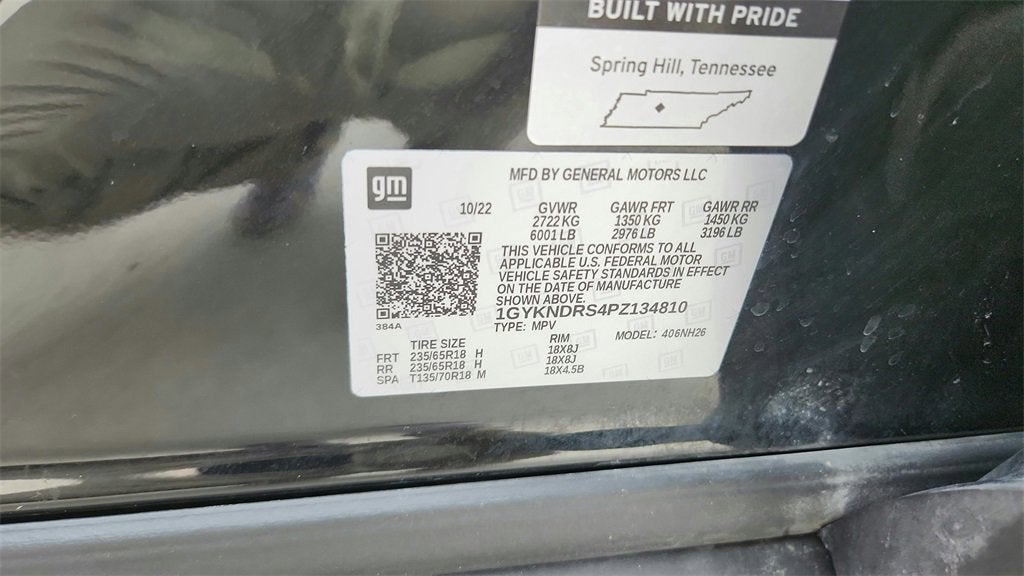 BUILT WITH PRIDE
Spring Hill, Tennessee
gm
MFD BY GENERAL MOTORS LLC
10/22 GVWR GAWR FRT GAWR RR
2722 KG 1350 KG 1450 KG
6001 LB 2976 LB 3196 LB
THIS VEHICLE CONFORMS TO ALL
APPLICABLE U.S. FEDERAL MOTOR
VEHICLE SAFETY STANDARDS IN EFFECT
ON THE DATE OF MANUFACTURE
SHOWN ABOVE.
1GYKNDRS4PZ134810
384A
TYPE: MPV
MODEL: 406NH26
TIRE SIZE RIM
FRT 235/65R18 H 18X8J
RR 235/65R18 H 18X8J
SPA T135/70R18 M 18X4.5B